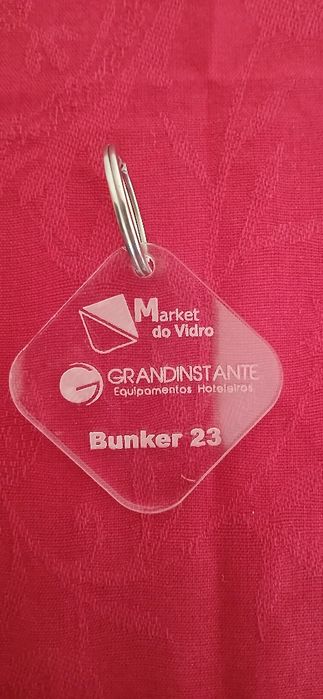 Market
do Vidro
GRANDINSTANTE
Equipamentos Hoteleiros
Bunker 23